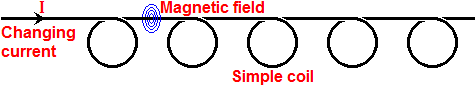 I
Magnetic field
Changing
current
Simple coil